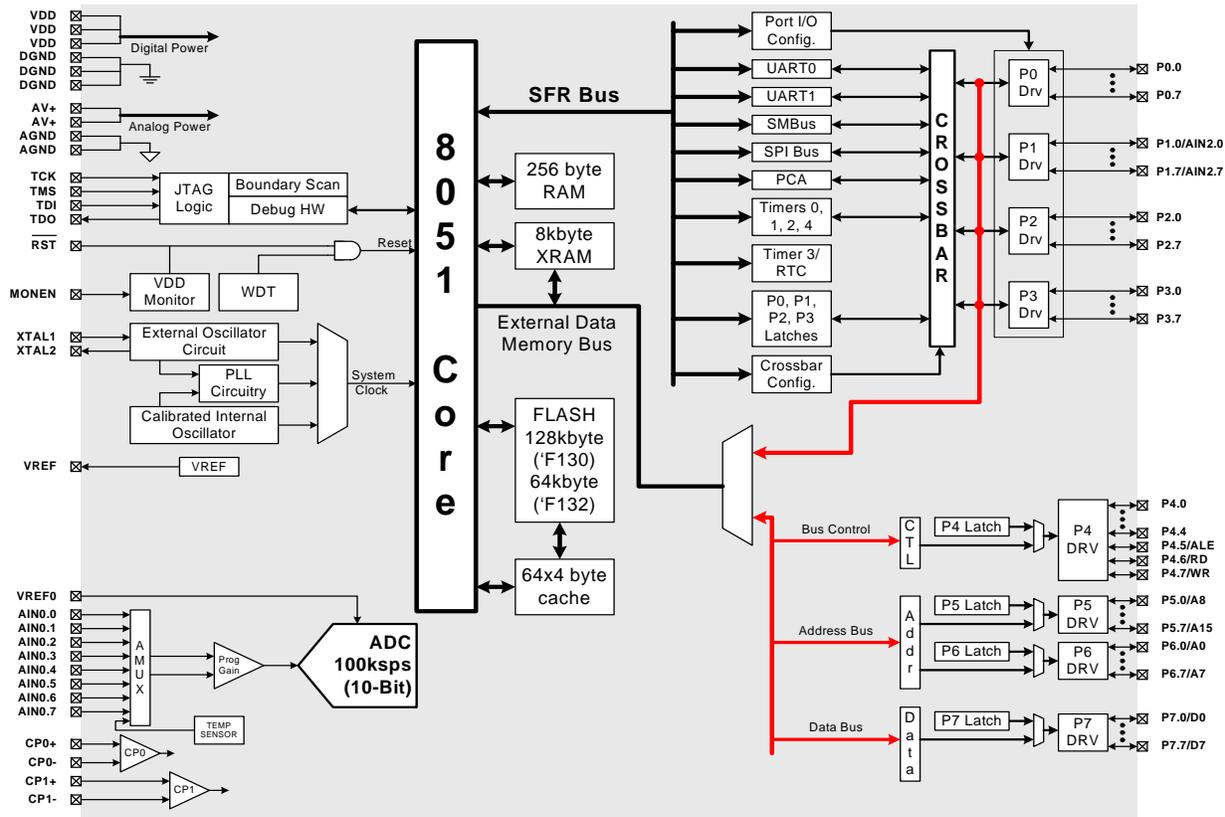 VDD
VDD
VDD
DGND
DGND
DGND
Digital Power
AV+
AV+
AGND
AGND
Analog Power
TCK
TMS
TDI
TDO
JTAG
Logic
Boundary Scan
Debug HW
RST
Reset
MONEN
VDD
Monitor
WDT
XTAL1
XTAL2
External Oscillator
Circuit
PLL
Circuitry
Calibrated Internal
Oscillator
System
Clock
VREF
VREF
VREF0
AIN0.0
AIN0.1
AIN0.2
AIN0.3
AIN0.4
AIN0.5
AIN0.6
AIN0.7
AMUX
Prog
Gain
ADC
100ksps
(10-Bit)
TEMP
SENSOR
CP0+
CP0-
CP0
CP1+
CP1-
CP1
8051 Core
SFR Bus
256 byte
RAM
8kbyte
XRAM
External Data
Memory Bus
FLASH
128kbyte
(‘F130)
64kbyte
(‘F132)
64x4 byte
cache
Port I/O
Config.
UART0
UART1
SMBus
SPI Bus
PCA
Timers 0,
1, 2, 4
Timer 3/
RTC
P0, P1,
P2, P3
Latches
Crossbar
Config.
CROSSBAR
P0
Drv
P1
Drv
P2
Drv
P3
Drv
P0.0
P0.7
P1.0/AIN2.0
P1.7/AIN2.7
P2.0
P2.7
P3.0
P3.7
Bus Control
CTL
P4 Latch
P4
DRV
P4.0
P4.4
P4.5/ALE
P4.6/RD
P4.7/WR
Address Bus
Addr
P5 Latch
P5
DRV
P5.0/A8
P5.7/A15
P6 Latch
P6
DRV
P6.0/A0
P6.7/A7
Data Bus
Data
P7 Latch
P7
DRV
P7.0/D0
P7.7/D7